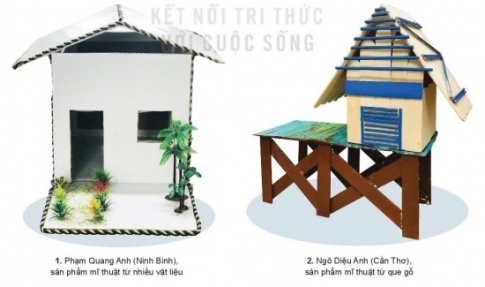 KẾT NỐI TRI THỨC
VỚI CUỘC SỐNG
1. Phạm Quang Anh (Ninh Bình),
sản phẩm mĩ thuật từ nhiều vật liệu
2. Ngô Diệu Anh (Cần Thơ),
sản phẩm mĩ thuật từ que gỗ